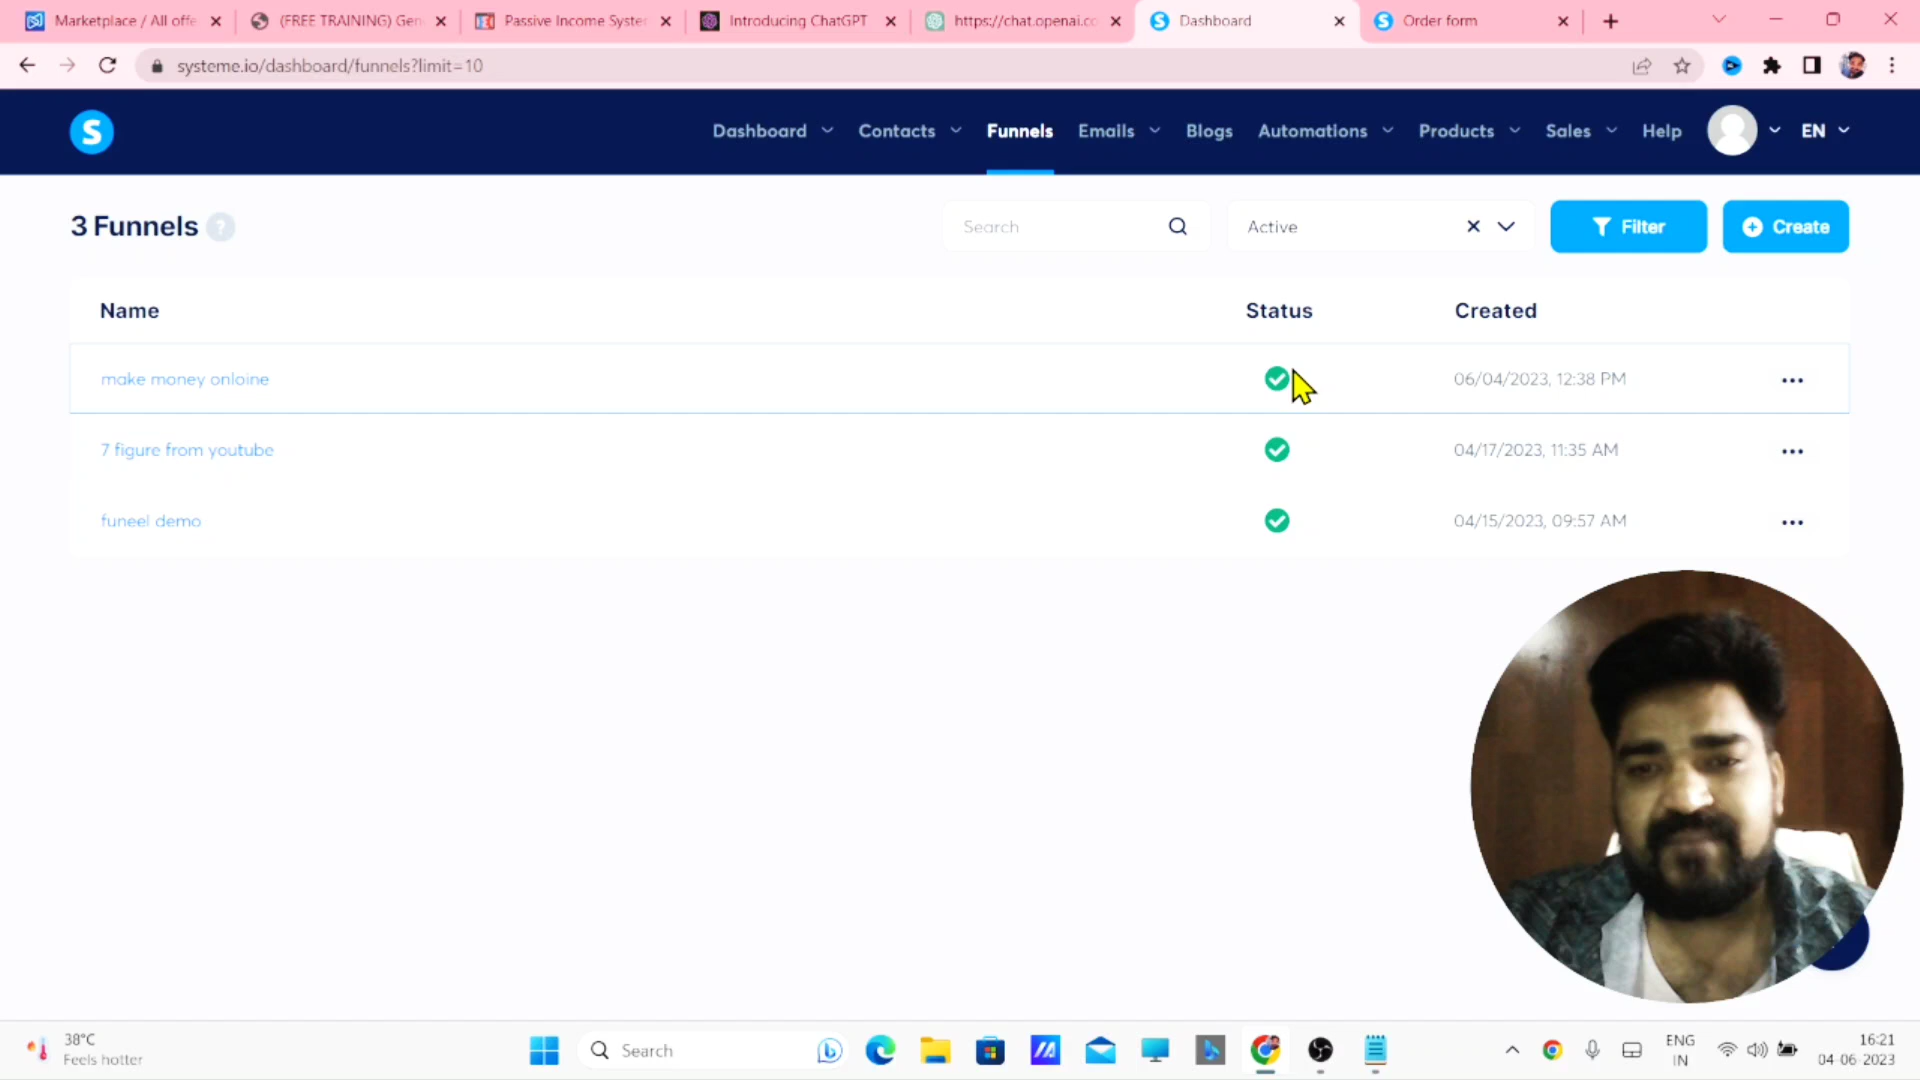 Marketplace / All offe
(FREE TRAINING) Gen
Passive Income System
Introducing ChatGPT
https://chat.openai.co
Dashboard
Order form
systeme.io/dashboard/funnels?limit=10
S
Dashboard
Contacts
Funnels
Emails
Blogs
Automations
Products
Sales
Help
EN
3 Funnels ?
Search
Active
Filter
Create
Name
Status
Created
make money onloine
06/04/2023, 12:38 PM
7 figure from youtube
04/17/2023, 11:35 AM
funeel demo
04/15/2023, 09:57 AM
38°C
Feels hotter
Search
ENG
IN
16:21
04-06-2023